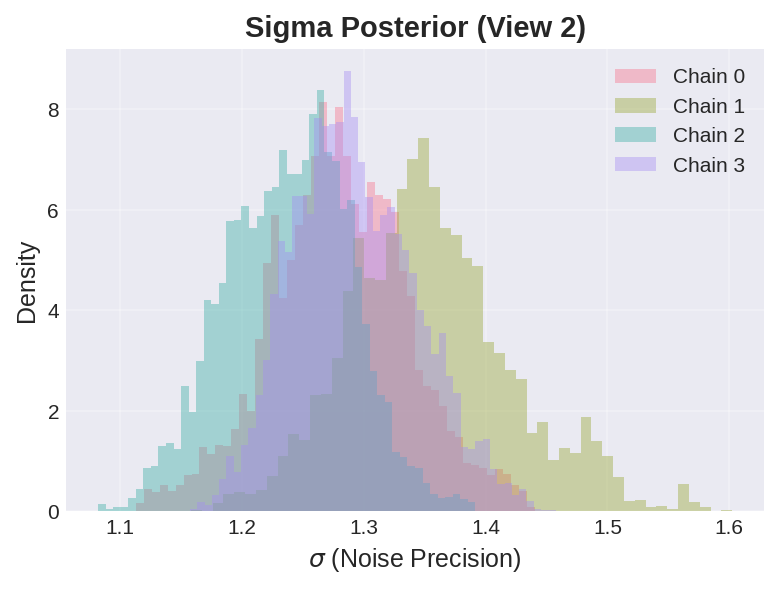 Sigma Posterior (View 2)
Chain 0
Chain 1
Chain 2
Chain 3
Density
8
6
4
2
0
1.1 1.2 1.3 1.4 1.5 1.6
σ (Noise Precision)